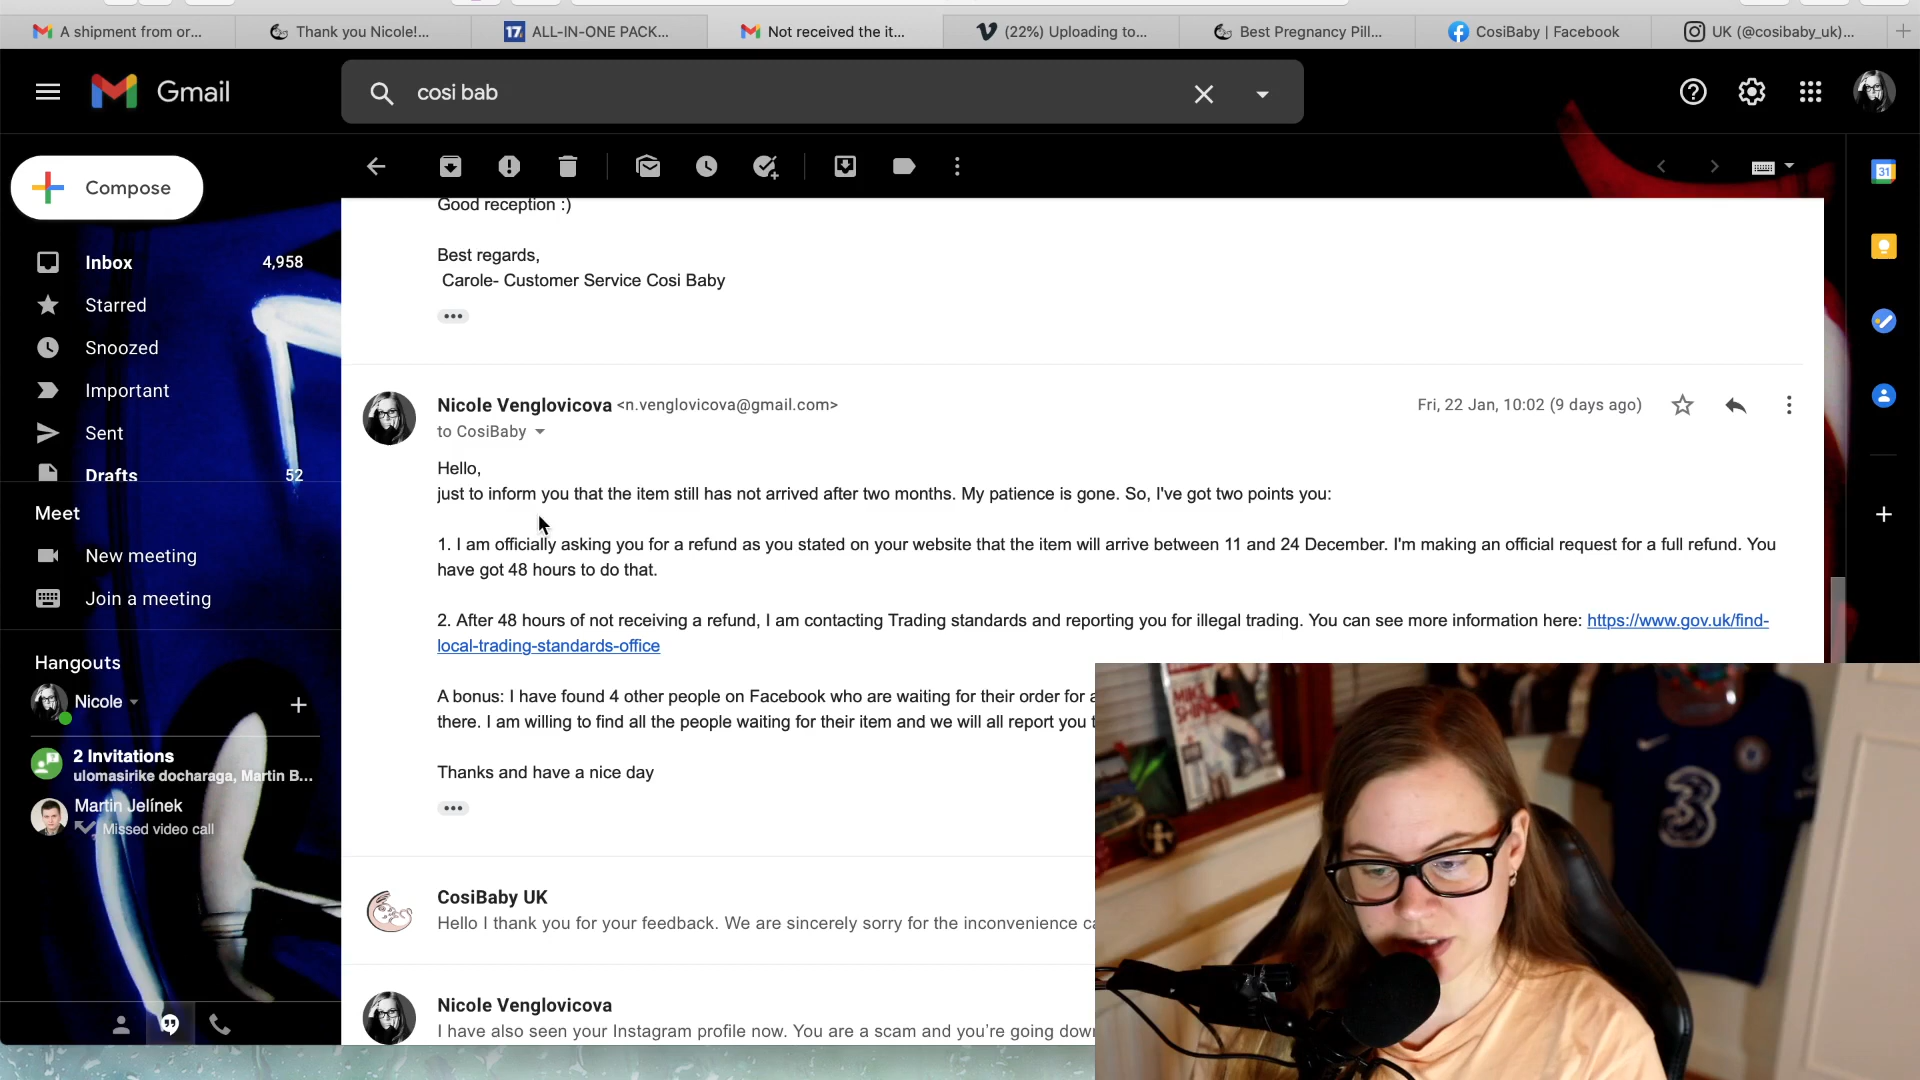 A shipment from or...
Thank you Nicole!...
17 ALL-IN-ONE PACK...
Not received the it...
(22%) Uploading to...
Best Pregnancy Pill...
CosiBaby | Facebook
UK (@cosibaby_uk)...
Gmail
cosi bab
Compose
Inbox 4,958
Starred
Snoozed
Important
Sent
Drafts 52
Meet
New meeting
Join a meeting
Hangouts
Nicole
2 Invitations
ulomasirike docharaga, Martin B...
Martin Jelínek
Missed video call
31
Good reception :)
Best regards,
Carole- Customer Service Cosi Baby
Nicole Venglovicova <n.venglovicova@gmail.com>
Fri, 22 Jan, 10:02 (9 days ago)
to CosiBaby
Hello,
just to inform you that the item still has not arrived after two months. My patience is gone. So, I've got two points you:
1. I am officially asking you for a refund as you stated on your website that the item will arrive between 11 and 24 December. I'm making an official request for a full refund. You
have got 48 hours to do that.
2. After 48 hours of not receiving a refund, I am contacting Trading standards and reporting you for illegal trading. You can see more information here: https://www.gov.uk/find-
local-trading-standards-office
A bonus: I have found 4 other people on Facebook who are waiting for their order for
there. I am willing to find all the people waiting for their item and we will all report you
Thanks and have a nice day
CosiBaby UK
Hello I thank you for your feedback. We are sincerely sorry for the inconvenience
Nicole Venglovicova
I have also seen your Instagram profile now. You are a scam and you're going down
MIKE
SHINODA
3